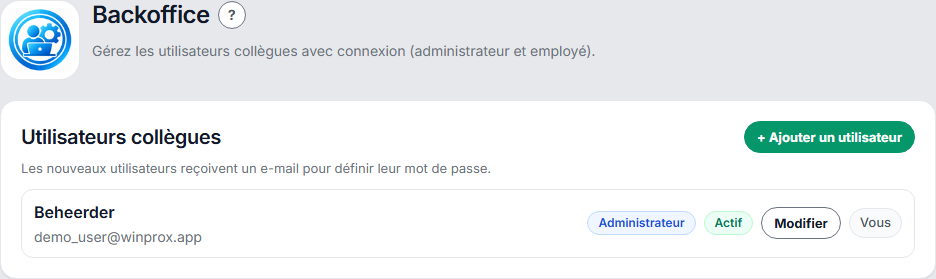 Backoffice ?
Gérez les utilisateurs collègues avec connexion (administrateur et employé).
Utilisateurs collègues
+ Ajouter un utilisateur
Les nouveaux utilisateurs reçoivent un e-mail pour définir leur mot de passe.
Beheerder
demo_user@winprox.app
Administrateur Actif Modifier Vous